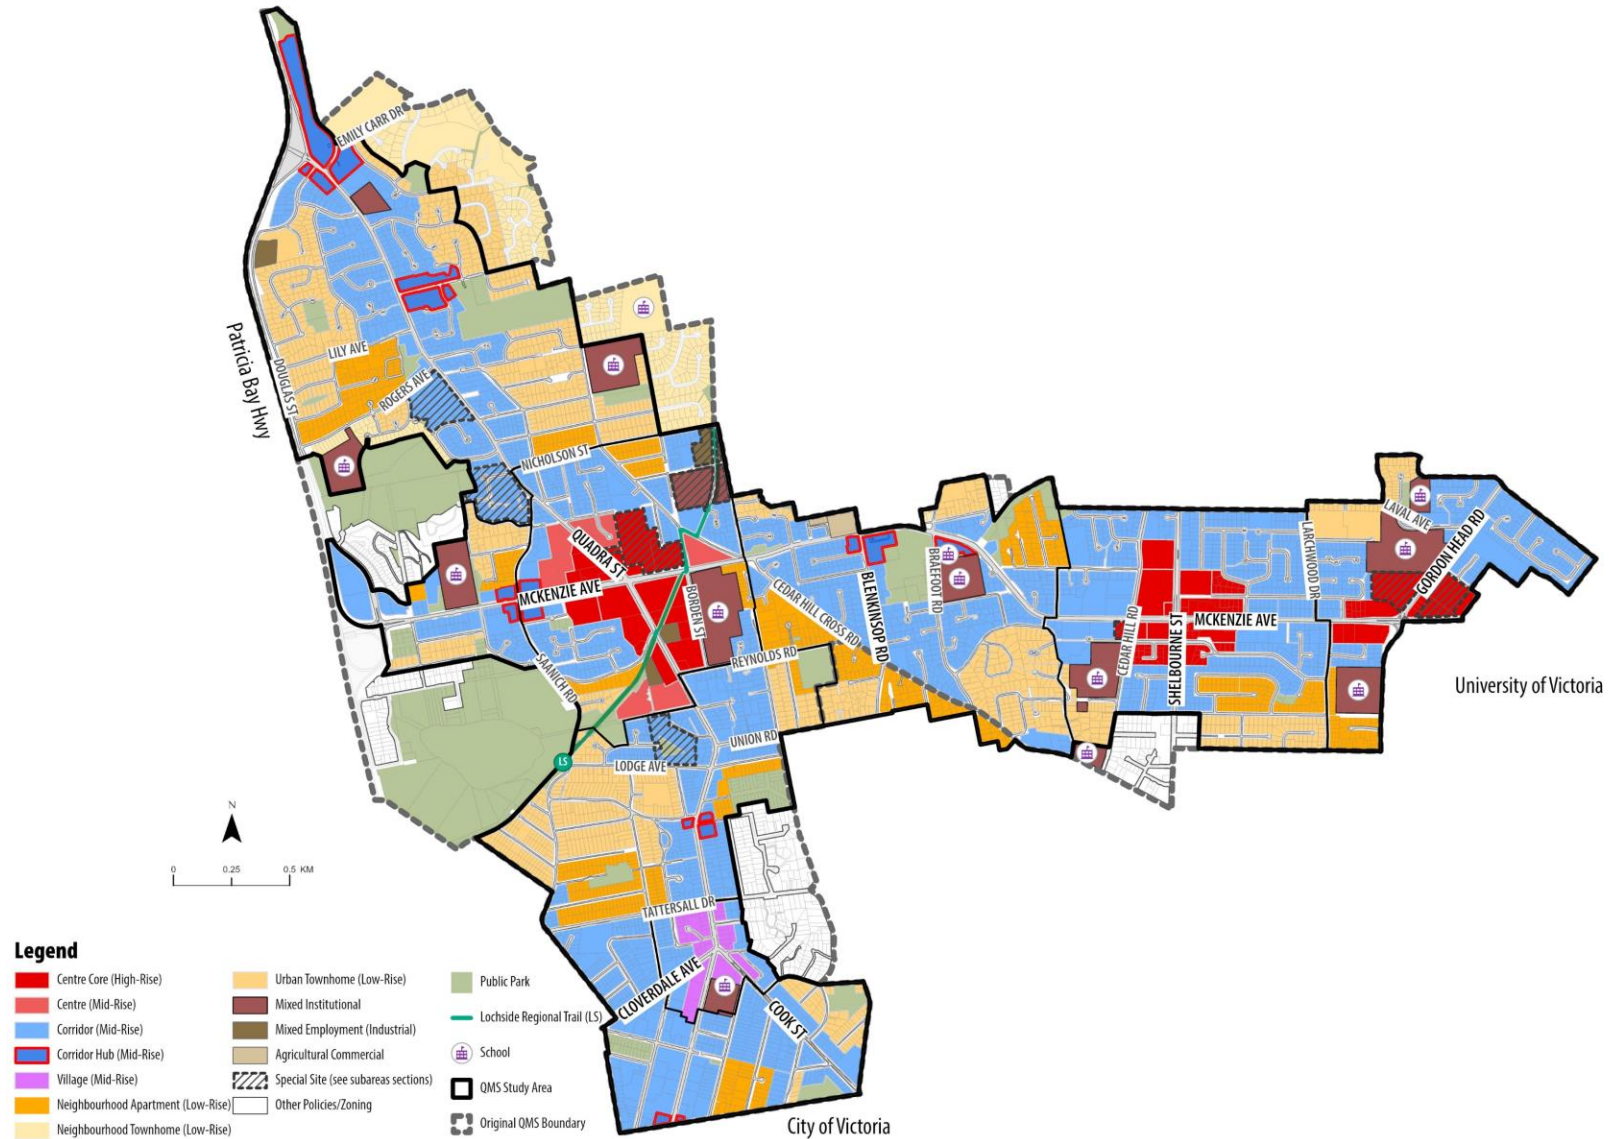 EMILY CARR DR
Patricia Bay Hwy
DOUGLAS ST
LILY AVE
ROGERS AVE
NICHOLSON ST
QUADRA ST
MCKENZIE AVE
BORDEN ST
CEDAR HILL CROSS RD
BLENKINSOP RD
BRAEFOOT RD
REYNOLDS RD
SAANICH RD
UNION RD
LODGE AVE
LS
CEDAR HILL RD
SHELBOURNE ST
MCKENZIE AVE
LARCHWOOD DR
LAVAL AVE
GORDON HEAD RD
University of Victoria
TATTERSALL DR
CLOVERDALE AVE
COOK ST
City of Victoria
N
0 0.25 0.5 KM
Legend
Centre Core (High-Rise)
Centre (Mid-Rise)
Corridor (Mid-Rise)
Corridor Hub (Mid-Rise)
Village (Mid-Rise)
Neighbourhood Apartment (Low-Rise)
Neighbourhood Townhome (Low-Rise)
Urban Townhome (Low-Rise)
Mixed Institutional
Mixed Employment (Industrial)
Agricultural Commercial
Special Site (see subareas sections)
Other Policies/Zoning
Public Park
Lochside Regional Trail (LS)
School
QMS Study Area
Original QMS Boundary